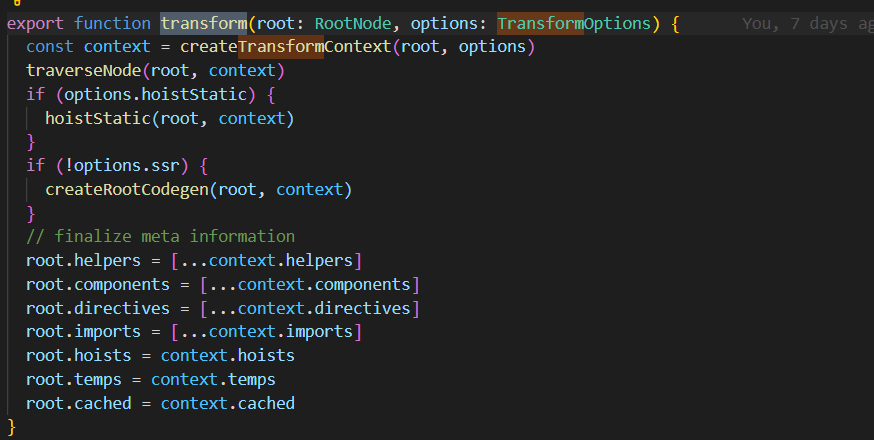 export function transform(root: RootNode, options: TransformOptions) { You, 7 days ag
const context = createTransformContext(root, options)
traverseNode(root, context)
if (options.hoistStatic) {
hoistStatic(root, context)
}
if (!options.ssr) {
createRootCodegen(root, context)
}
// finalize meta information
root.helpers = [...context.helpers]
root.components = [...context.components]
root.directives = [...context.directives]
root.imports = [...context.imports]
root.hoists = context.hoists
root.temps = context.temps
root.cached = context.cached
}